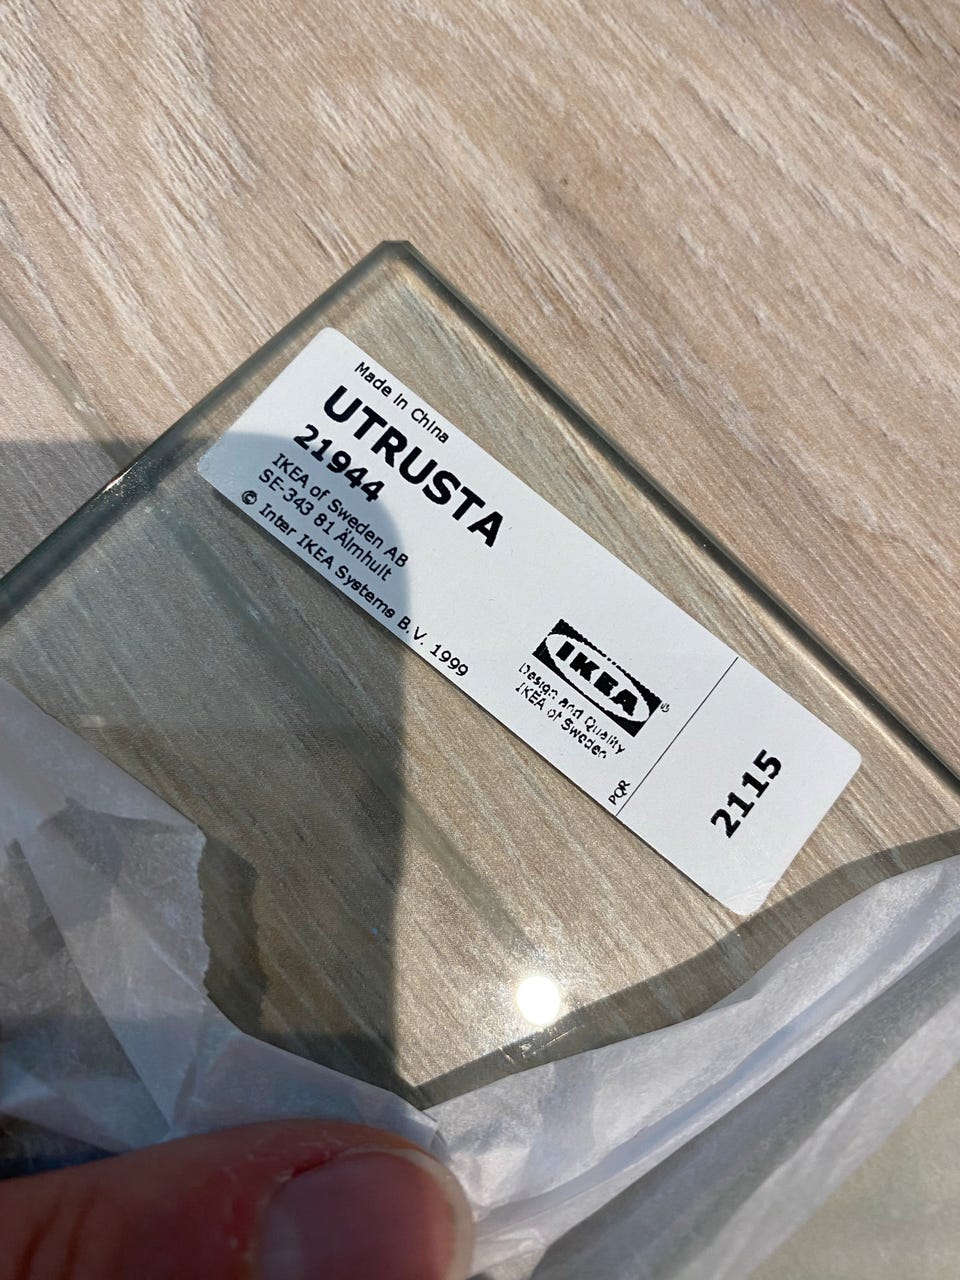 Made in China
UTRUSTA
21944
IKEA of Sweden AB
SE-343 81 Älmhult
© Inter IKEA Systems B.V. 1999
IKEA®
Design and Quality
IKEA of Sweden
PQR
2115